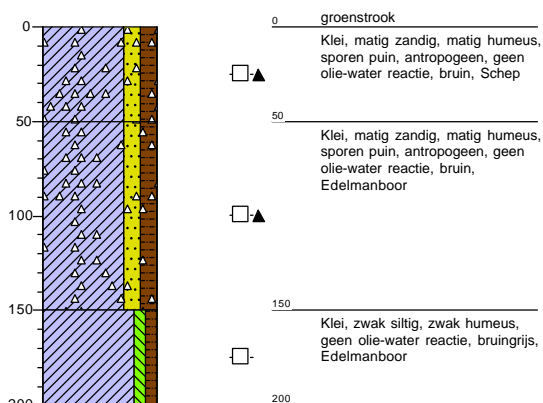 0
50
100
150
200
0
groenstrook
Klei, matig zandig, matig humeus,
sporen puin, antropogeen, geen
olie-water reactie, bruin, Schep
50
Klei, matig zandig, matig humeus,
sporen puin, antropogeen, geen
olie-water reactie, bruin,
Edelmanboor
150
Klei, zwak siltig, zwak humeus,
geen olie-water reactie, bruingrijs,
Edelmanboor
200